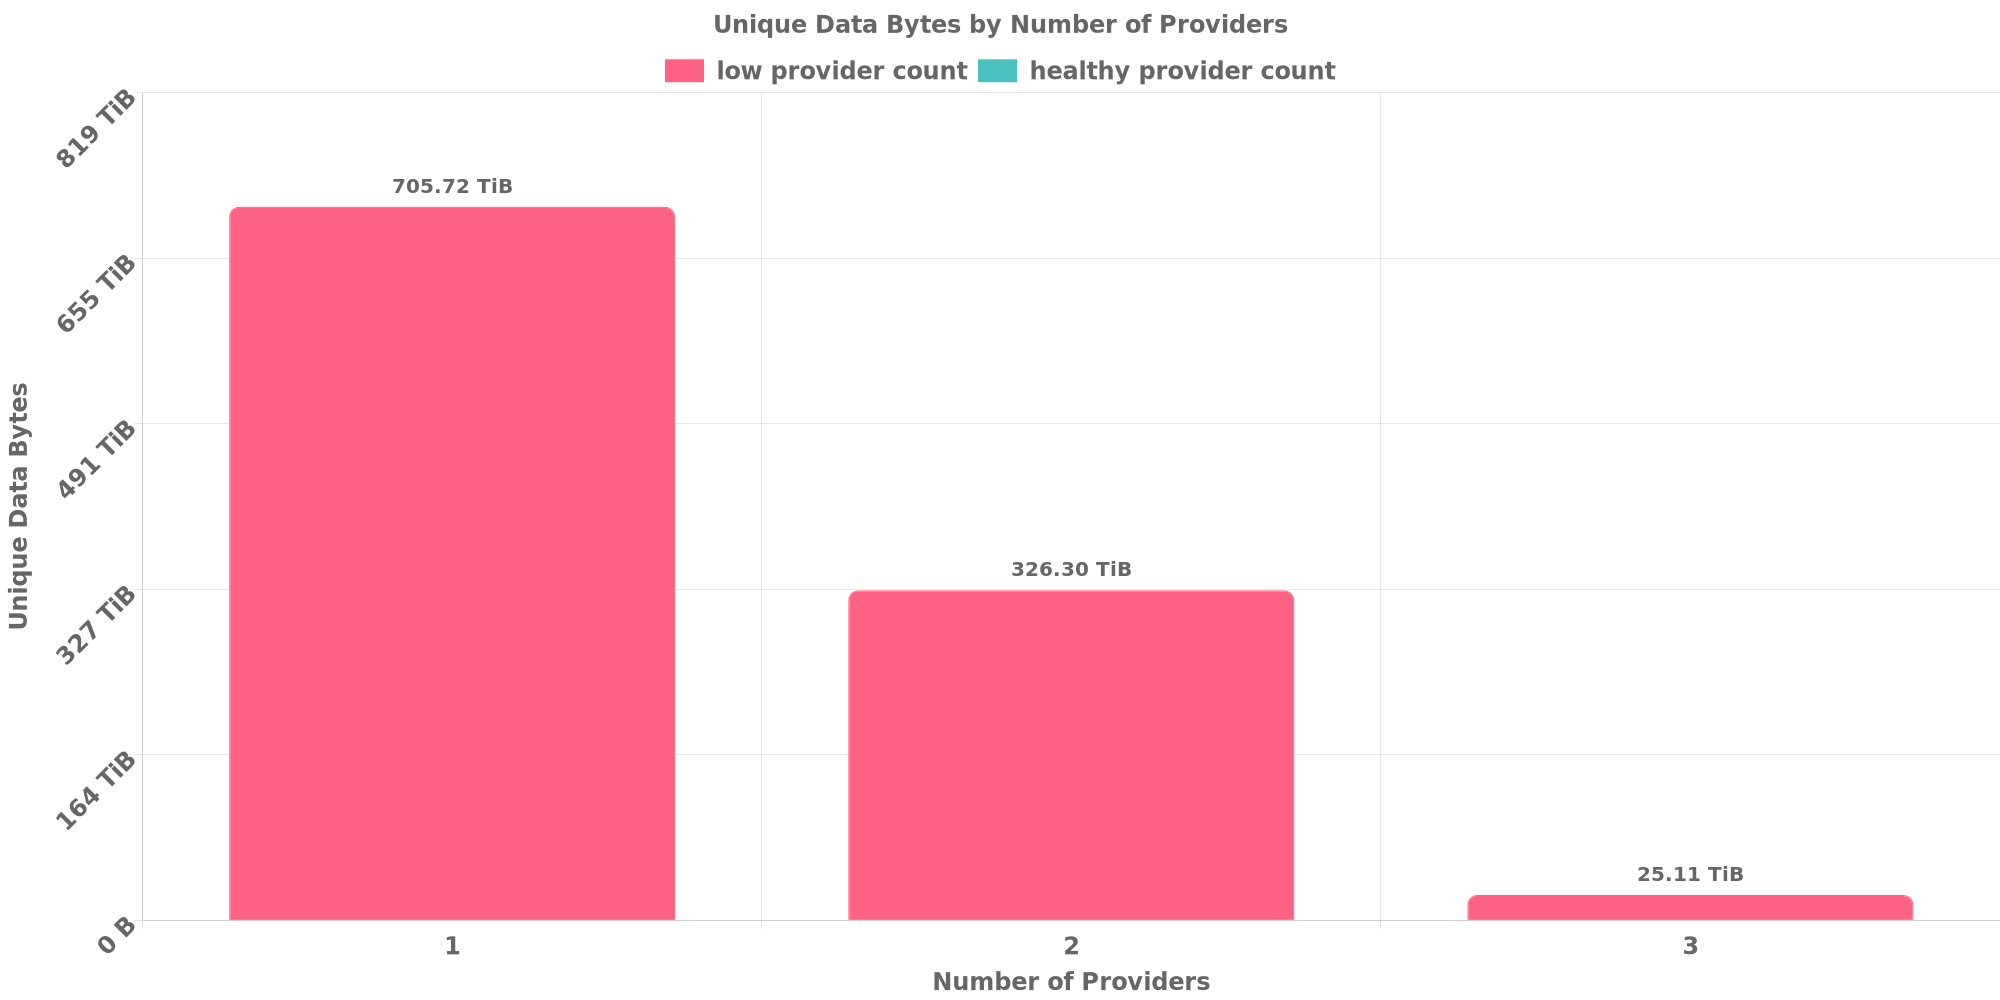 Unique Data Bytes by Number of Providers
low provider count healthy provider count
819 TiB
705.72 TiB
655 TiB
491 TiB
326.30 TiB
327 TiB
164 TiB
25.11 TiB
0 B
Unique Data Bytes
1 2 3
Number of Providers